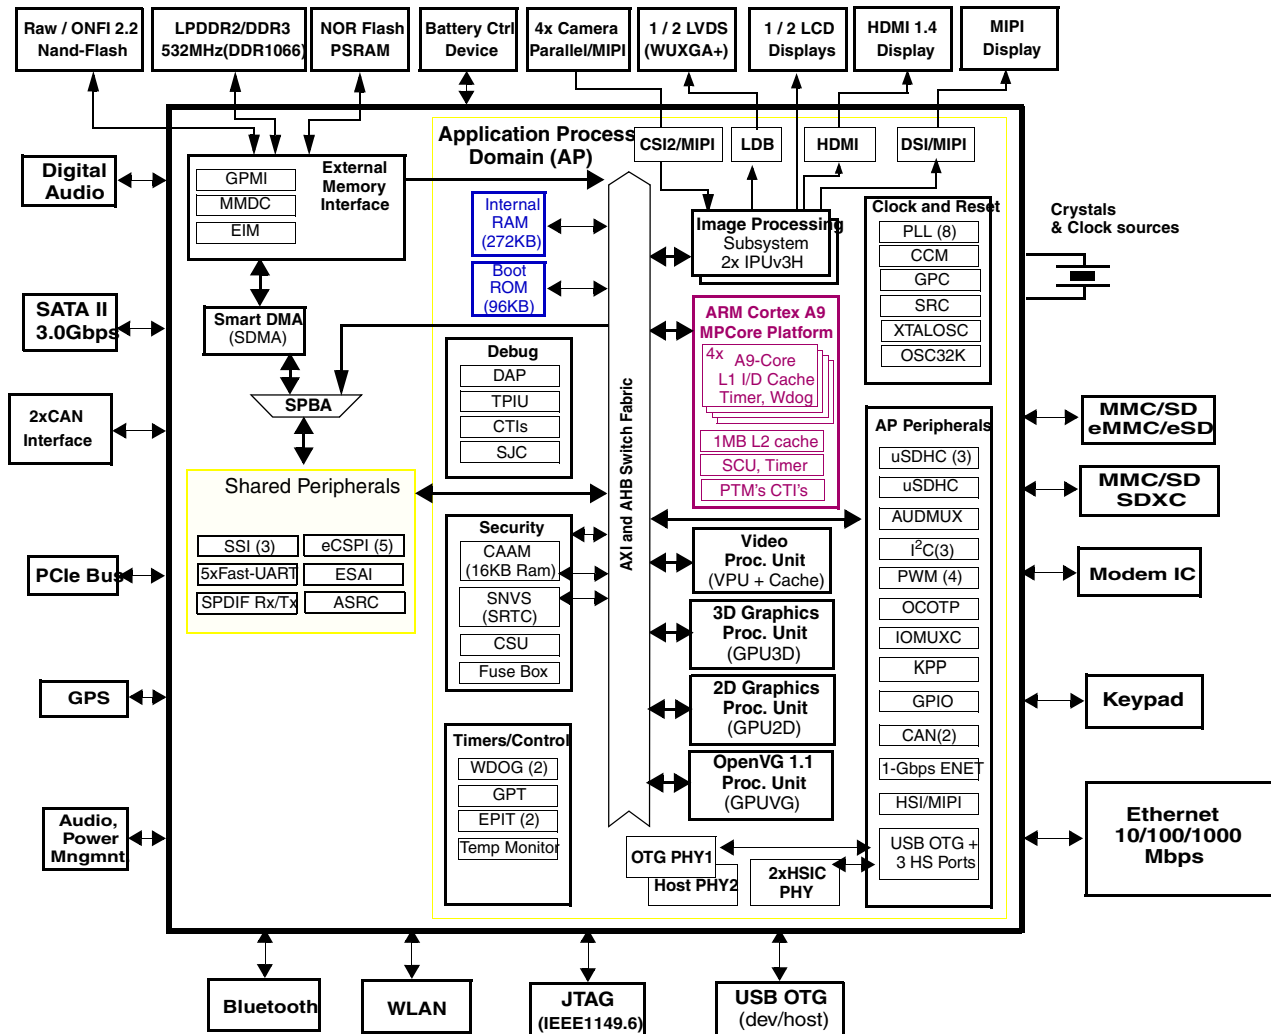 Raw / ONFI 2.2
Nand-Flash
LPDDR2/DDR3
532MHz(DDR1066)
NOR Flash
PSRAM
Battery Ctrl
Device
4x Camera
Parallel/MIPI
1 / 2 LVDS
(WUXGA+)
1 / 2 LCD
Displays
HDMI 1.4
Display
MIPI
Display
Digital
Audio
SATA II
3.0Gbps
2xCAN
Interface
PCIe Bus
GPS
Audio,
Power
Mngmnt.
External
Memory
Interface
GPMI
MMDC
EIM
Smart DMA
(SDMA)
SPBA
Shared Peripherals
SSI (3)
eCSPI (5)
5xFast-UART
ESAI
SPDIF Rx/Tx
ASRC
Application Process
Domain (AP)
Internal
RAM
(272KB)
Boot
ROM
(96KB)
Debug
DAP
TPIU
CTIs
SJC
Security
CAAM
(16KB Ram)
SNVS
(SRTC)
CSU
Fuse Box
Timers/Control
WDOG (2)
GPT
EPIT (2)
Temp Monitor
AXI and AHB Switch Fabric
CSI2/MIPI
LDB
HDMI
DSI/MIPI
Image Processing
Subsystem
2x IPUv3H
ARM Cortex A9
MPCore Platform
4x
A9-Core
L1 I/D Cache
Timer, Wdog
1MB L2 cache
SCU, Timer
PTM's CTI's
Video
Proc. Unit
(VPU + Cache)
3D Graphics
Proc. Unit
(GPU3D)
2D Graphics
Proc. Unit
(GPU2D)
OpenVG 1.1
Proc. Unit
(GPUVG)
OTG PHY1
Host PHY2
2xHSIC
PHY
Clock and Reset
PLL (8)
CCM
GPC
SRC
XTALOSC
OSC32K
AP Peripherals
uSDHC (3)
uSDHC
AUDMUX
I²C(3)
PWM (4)
OCOTP
IOMUXC
KPP
GPIO
CAN(2)
1-Gbps ENET
HSI/MIPI
USB OTG +
3 HS Ports
Crystals
& Clock sources
MMC/SD
eMMC/eSD
MMC/SD
SDXC
Modem IC
Keypad
Ethernet
10/100/1000
Mbps
Bluetooth
WLAN
JTAG
(IEEE1149.6)
USB OTG
(dev/host)